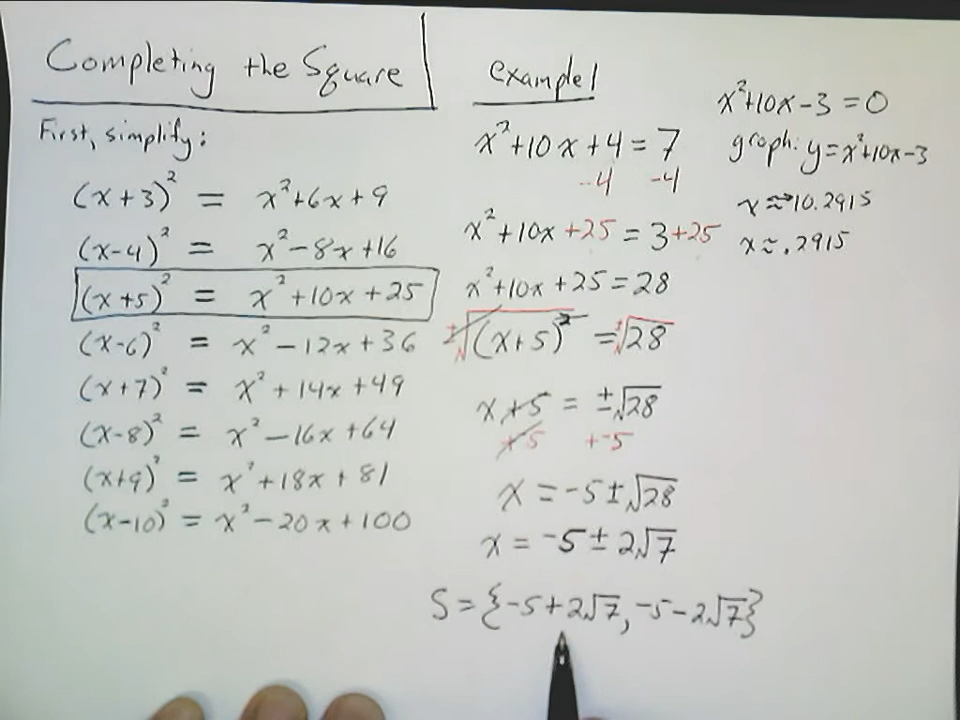 Completing the Square
First, simplify:
(x+3)² = x²+6x+9
(x-4)² = x²-8x+16
(x+5)² = x²+10x+25
(x-6)² = x²-12x+36
(x+7)² = x²+14x+49
(x-8)² = x²-16x+64
(x+9)² = x²+18x+81
(x-10)² = x²-20x+100
example 1
x²+10x+4=7
-4 -4
x²+10x+25=3+25
x²+10x+25=28
±√(x+5)² = ±√28
x+5 = ±√28
+-5 +-5
x = -5±√28
x = -5±2√7
S={-5+2√7, -5-2√7}
x²+10x-3=0
graph: y=x²+10x-3
x≈-10.2915
x≈.2915